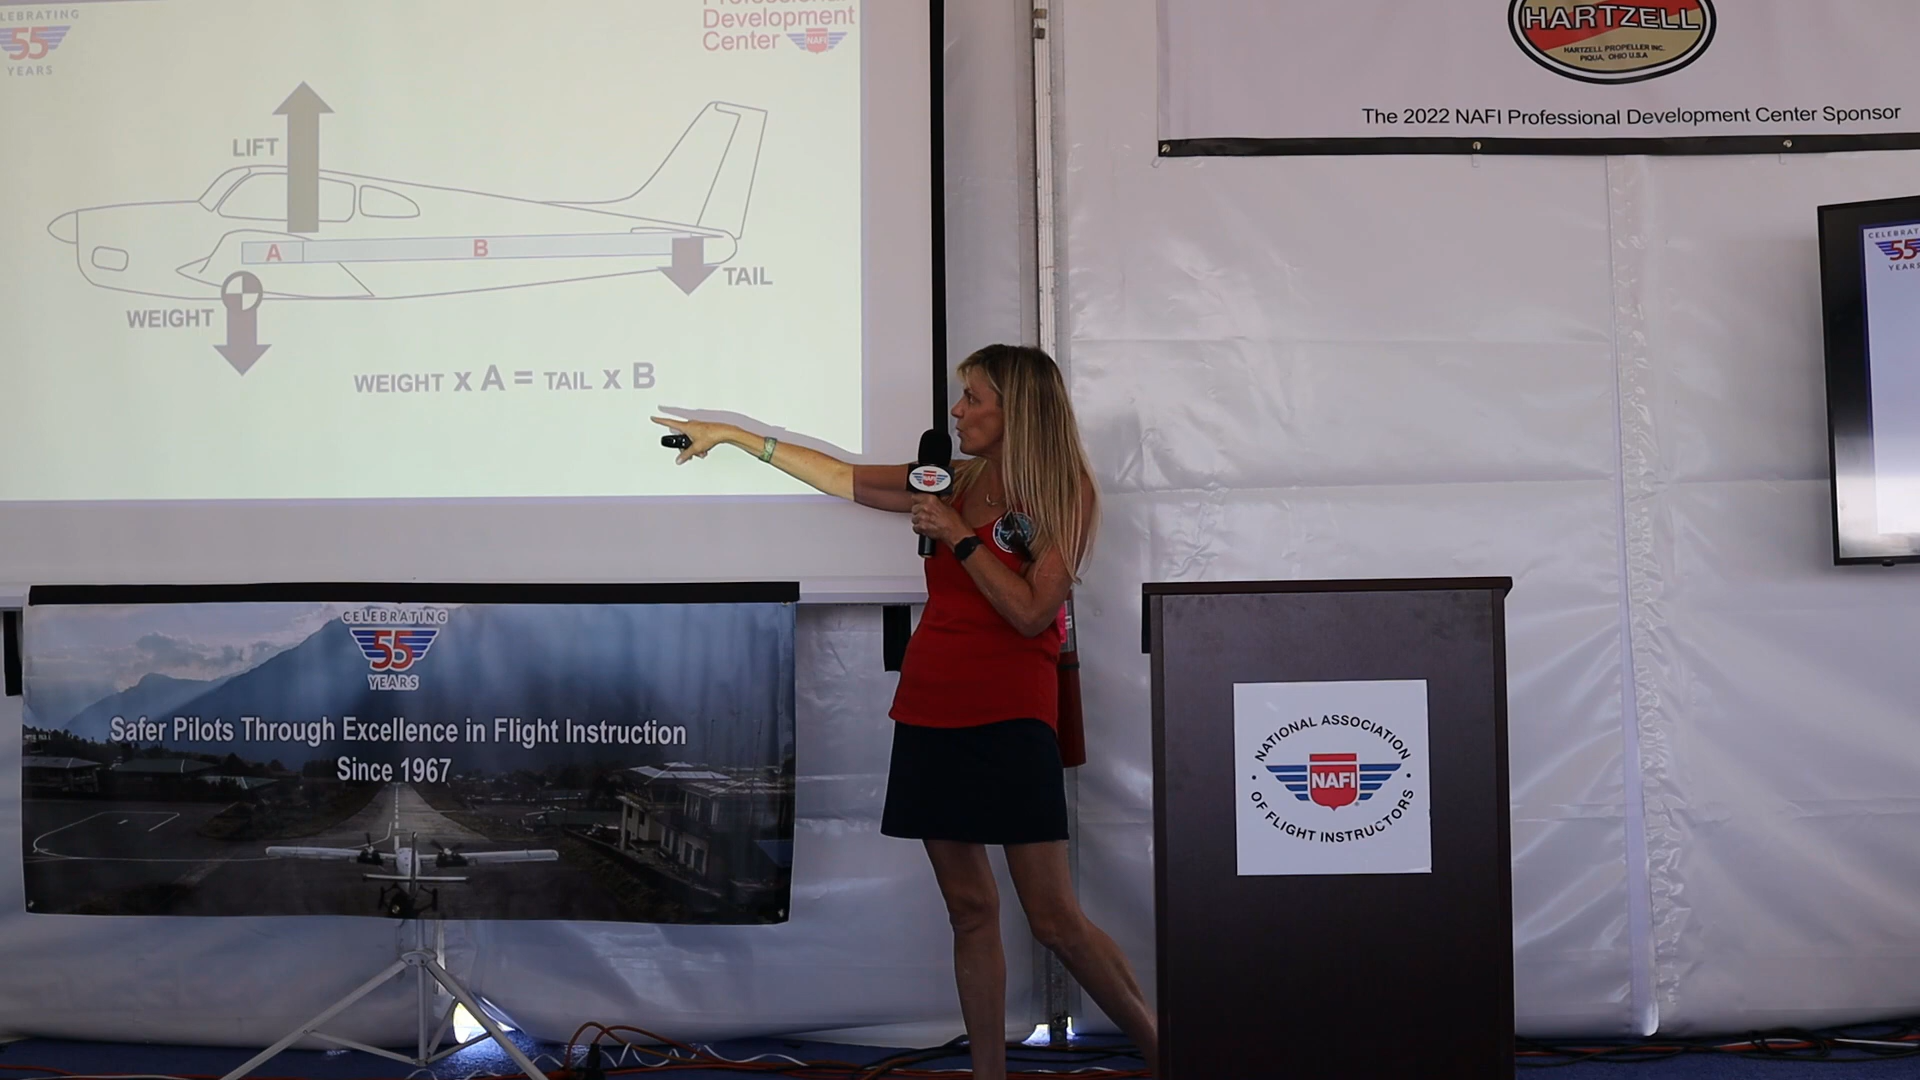 CELEBRATING
55
YEARS
Professional
Development
Center
NAFI
LIFT
A
B
TAIL
WEIGHT
WEIGHT x A = TAIL x B
HARTZELL
HARTZELL PROPELLER INC.
PIQUA, OHIO U.S.A
The 2022 NAFI Professional Development Center Sponsor
CELEBRAT
55
YEARS
NAFI
CELEBRATING
55
YEARS
Safer Pilots Through Excellence in Flight Instruction
Since 1967
NATIONAL ASSOCIATION
NAFI
OF FLIGHT INSTRUCTORS